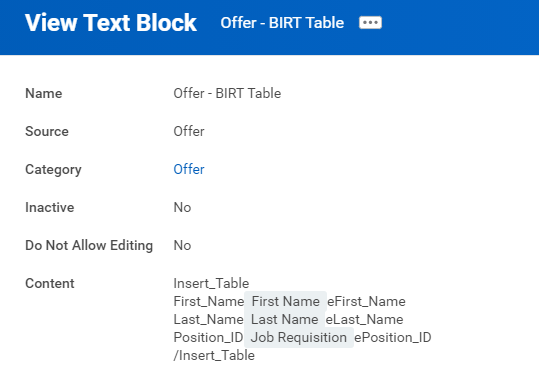 View Text Block Offer - BIRT Table
Name Offer - BIRT Table
Source Offer
Category Offer
Inactive No
Do Not Allow Editing No
Content Insert_Table
First_Name First Name eFirst_Name
Last_Name Last Name eLast_Name
Position_ID Job Requisition ePosition_ID
/Insert_Table